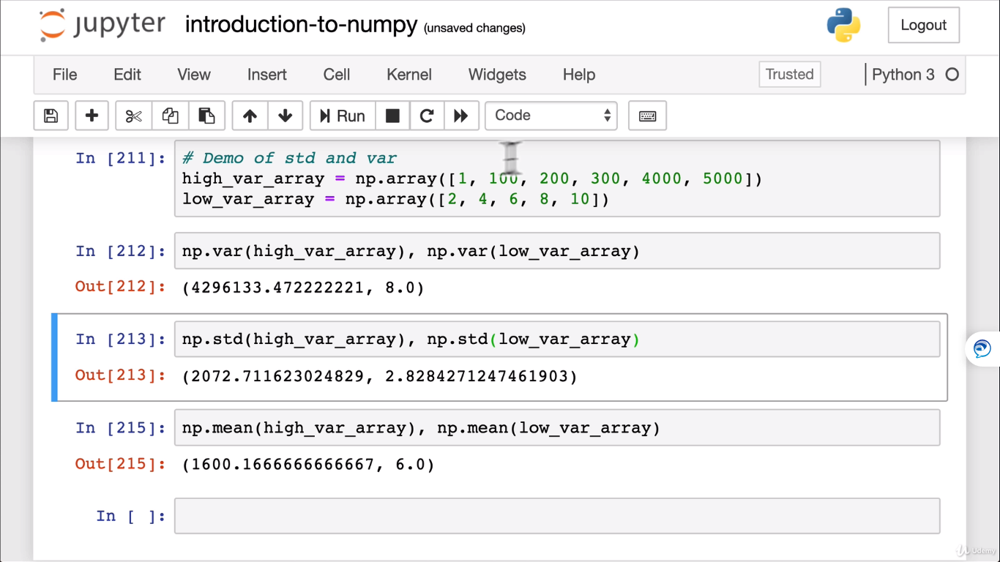 jupyter introduction-to-numpy (unsaved changes) Logout
File Edit View Insert Cell Kernel Widgets Help Trusted Python 3
Run Code
In [211]: # Demo of std and var
high_var_array = np.array([1, 100, 200, 300, 4000, 5000])
low_var_array = np.array([2, 4, 6, 8, 10])
In [212]: np.var(high_var_array), np.var(low_var_array)
Out[212]: (4296133.472222221, 8.0)
In [213]: np.std(high_var_array), np.std(low_var_array)
Out[213]: (2072.711623024829, 2.8284271247461903)
In [215]: np.mean(high_var_array), np.mean(low_var_array)
Out[215]: (1600.1666666666667, 6.0)
In [ ]:
Udemy